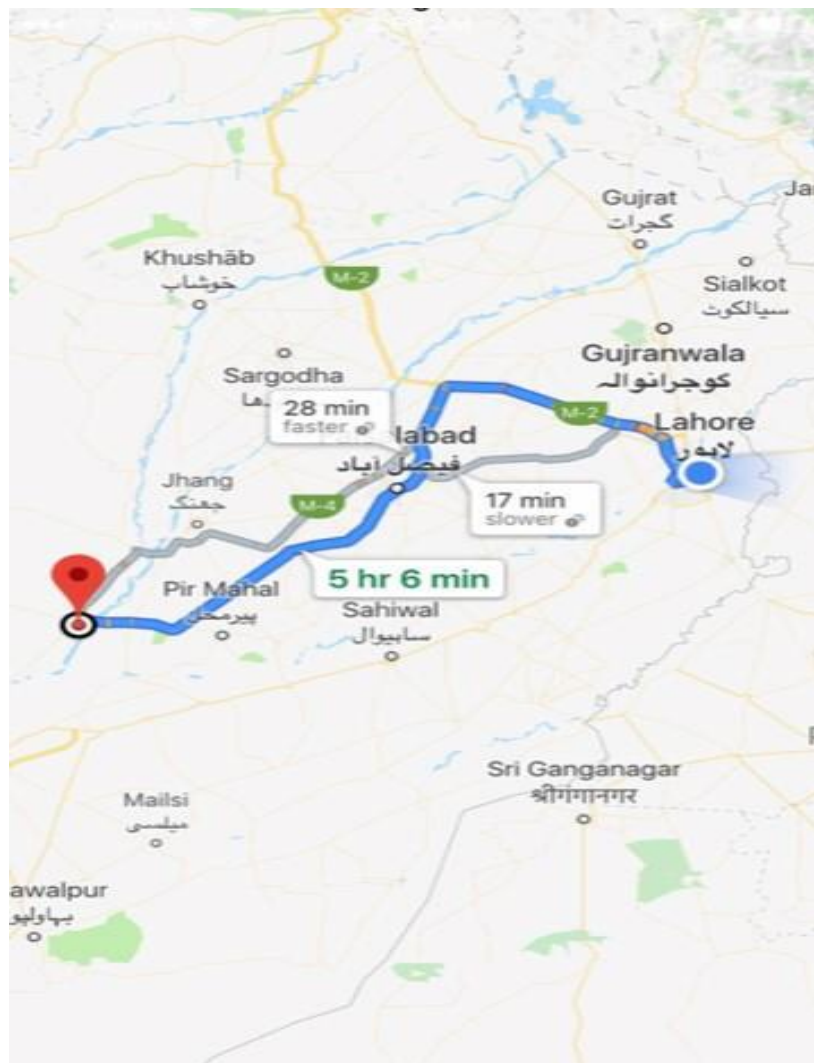 Gujrat
گجرات
Khushāb
خوشاب
M-2
Sialkot
سیالکوٹ
Gujranwala
گوجرانوالہ
Sargodha
28 min
faster
M-2
Lahore
لاہور
labad
فیصل آباد
Jhang
جھنگ
M-4
17 min
slower
5 hr 6 min
Pir Mahal
پیرمحل
Sahiwal
ساہیوال
Sri Ganganagar
श्रीगंगानगर
Mailsi
میلسی
awalpur